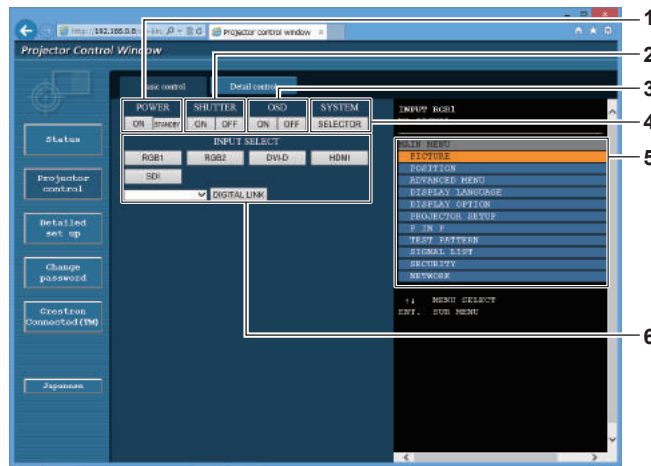 Projector control window
Projector Control Window
Basic control
Detail control
POWER
SHUTTER
OSD
SYSTEM
ON
STANDBY
ON
OFF
ON
OFF
SELECTOR
INPUT SELECT
RGB1
RGB2
DVI-D
HDMI
SDI
DIGITAL LINK
Status
Projector
control
Detailed
set up
Change
password
Crestron
Connected(TM)
Japanese
INPUT RGB1
MAIN MENU
PICTURE
POSITION
ADVANCED MENU
DISPLAY LANGUAGE
DISPLAY OPTION
PROJECTOR SETUP
P IN P
TEST PATTERN
SIGNAL LIST
SECURITY
NETWORK
MENU SELECT
ENT. SUB MENU
1
2
3
4
5
6